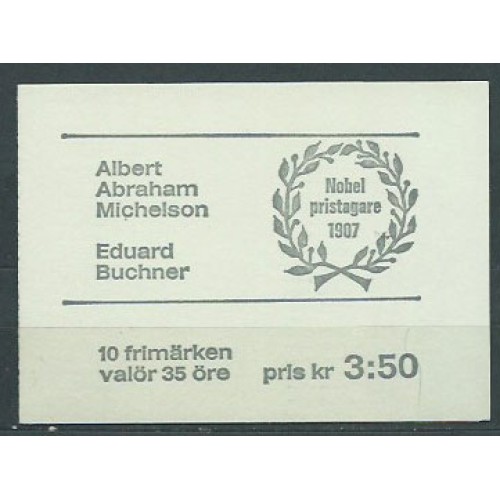 Albert
Abraham
Michelson
Eduard
Buchner
Nobel
pristagare
1907
10 frimärken
valör 35 öre
pris kr 3:50